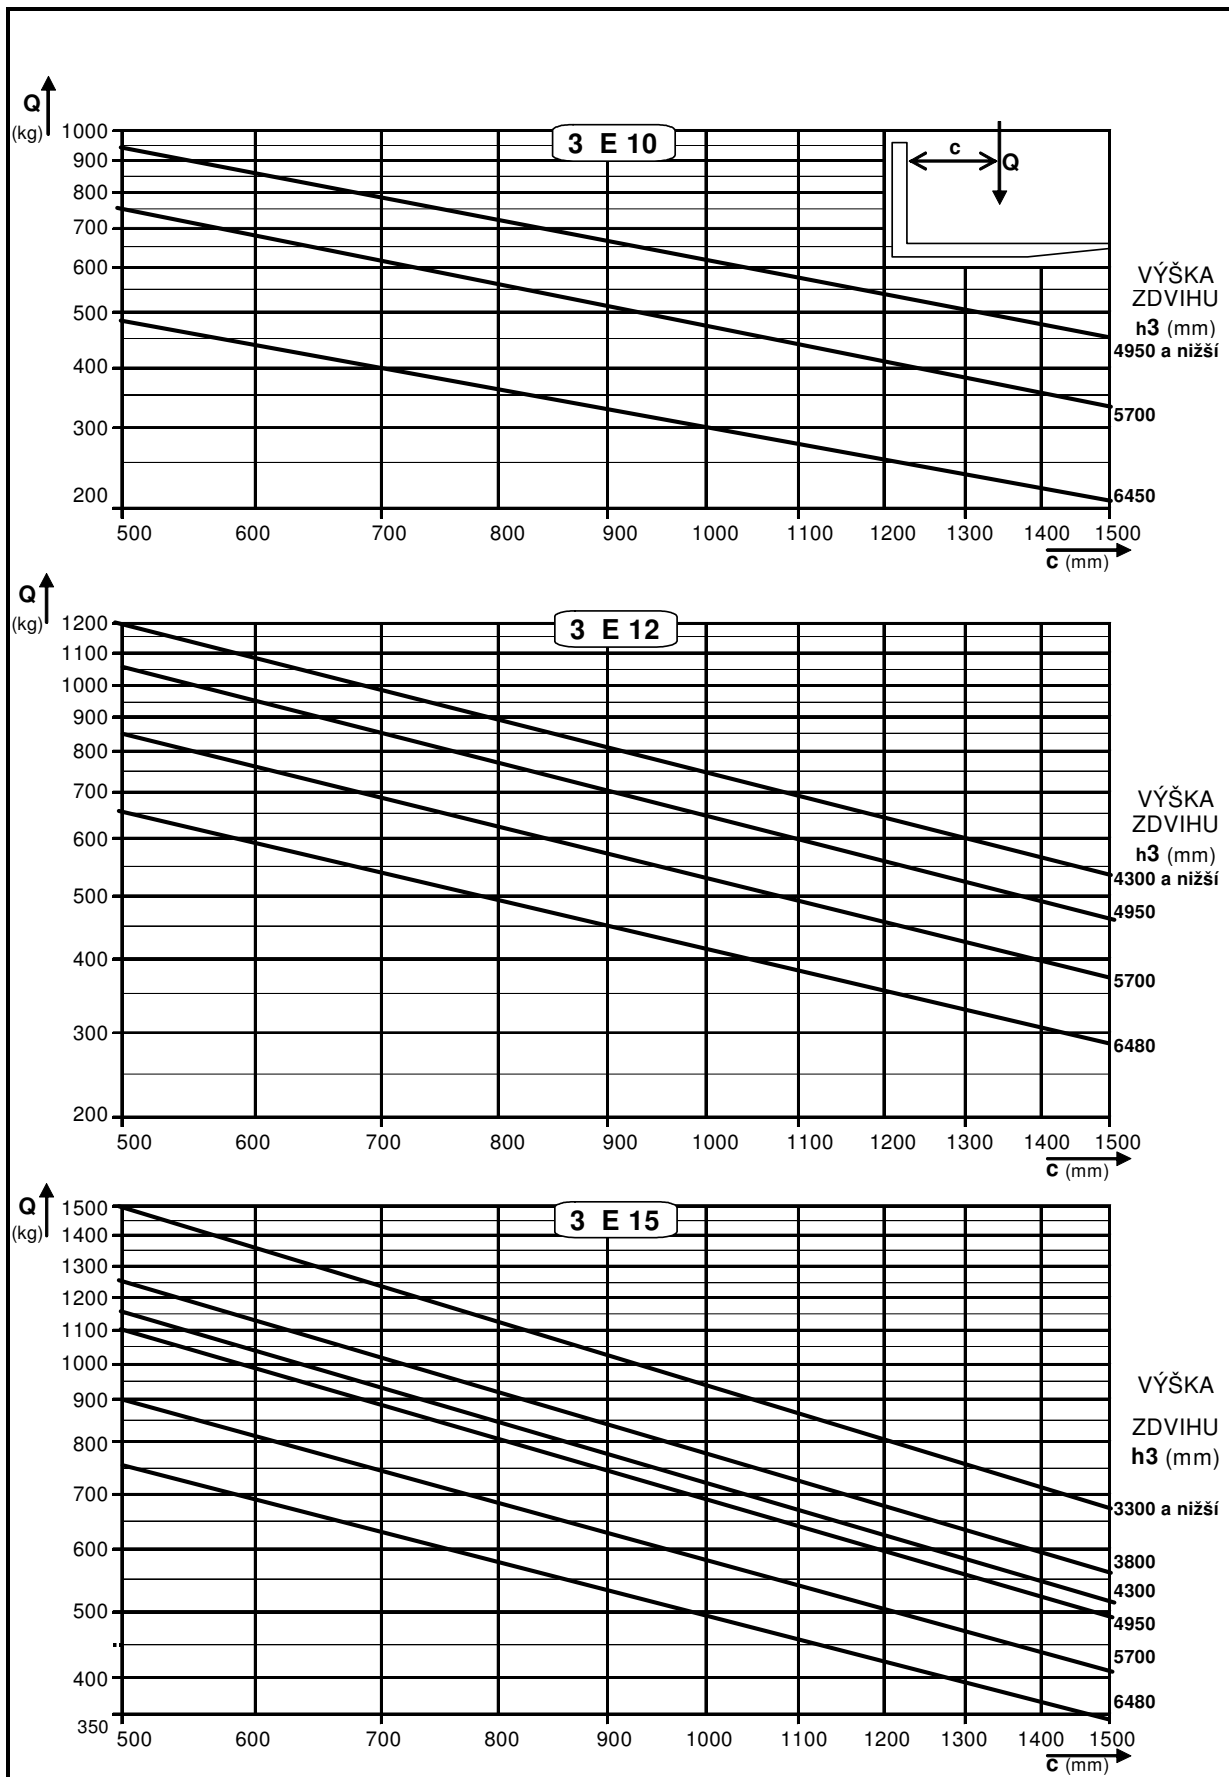 Q
(kg)
1000
900
800
700
600
500
400
300
200
3 E 10
c
Q
VÝŠKA
ZDVIHU
h3 (mm)
4950 a nižší
5700
6450
500 600 700 800 900 1000 1100 1200 1300 1400 1500
c (mm)
Q
(kg)
1200
1100
1000
900
800
700
600
500
400
300
200
3 E 12
VÝŠKA
ZDVIHU
h3 (mm)
4300 a nižší
4950
5700
6480
500 600 700 800 900 1000 1100 1200 1300 1400 1500
c (mm)
Q
(kg)
1500
1400
1300
1200
1100
1000
900
800
700
600
500
400
350
3 E 15
VÝŠKA
ZDVIHU
h3 (mm)
3300 a nižší
3800
4300
4950
5700
6480
500 600 700 800 900 1000 1100 1200 1300 1400 1500
c (mm)